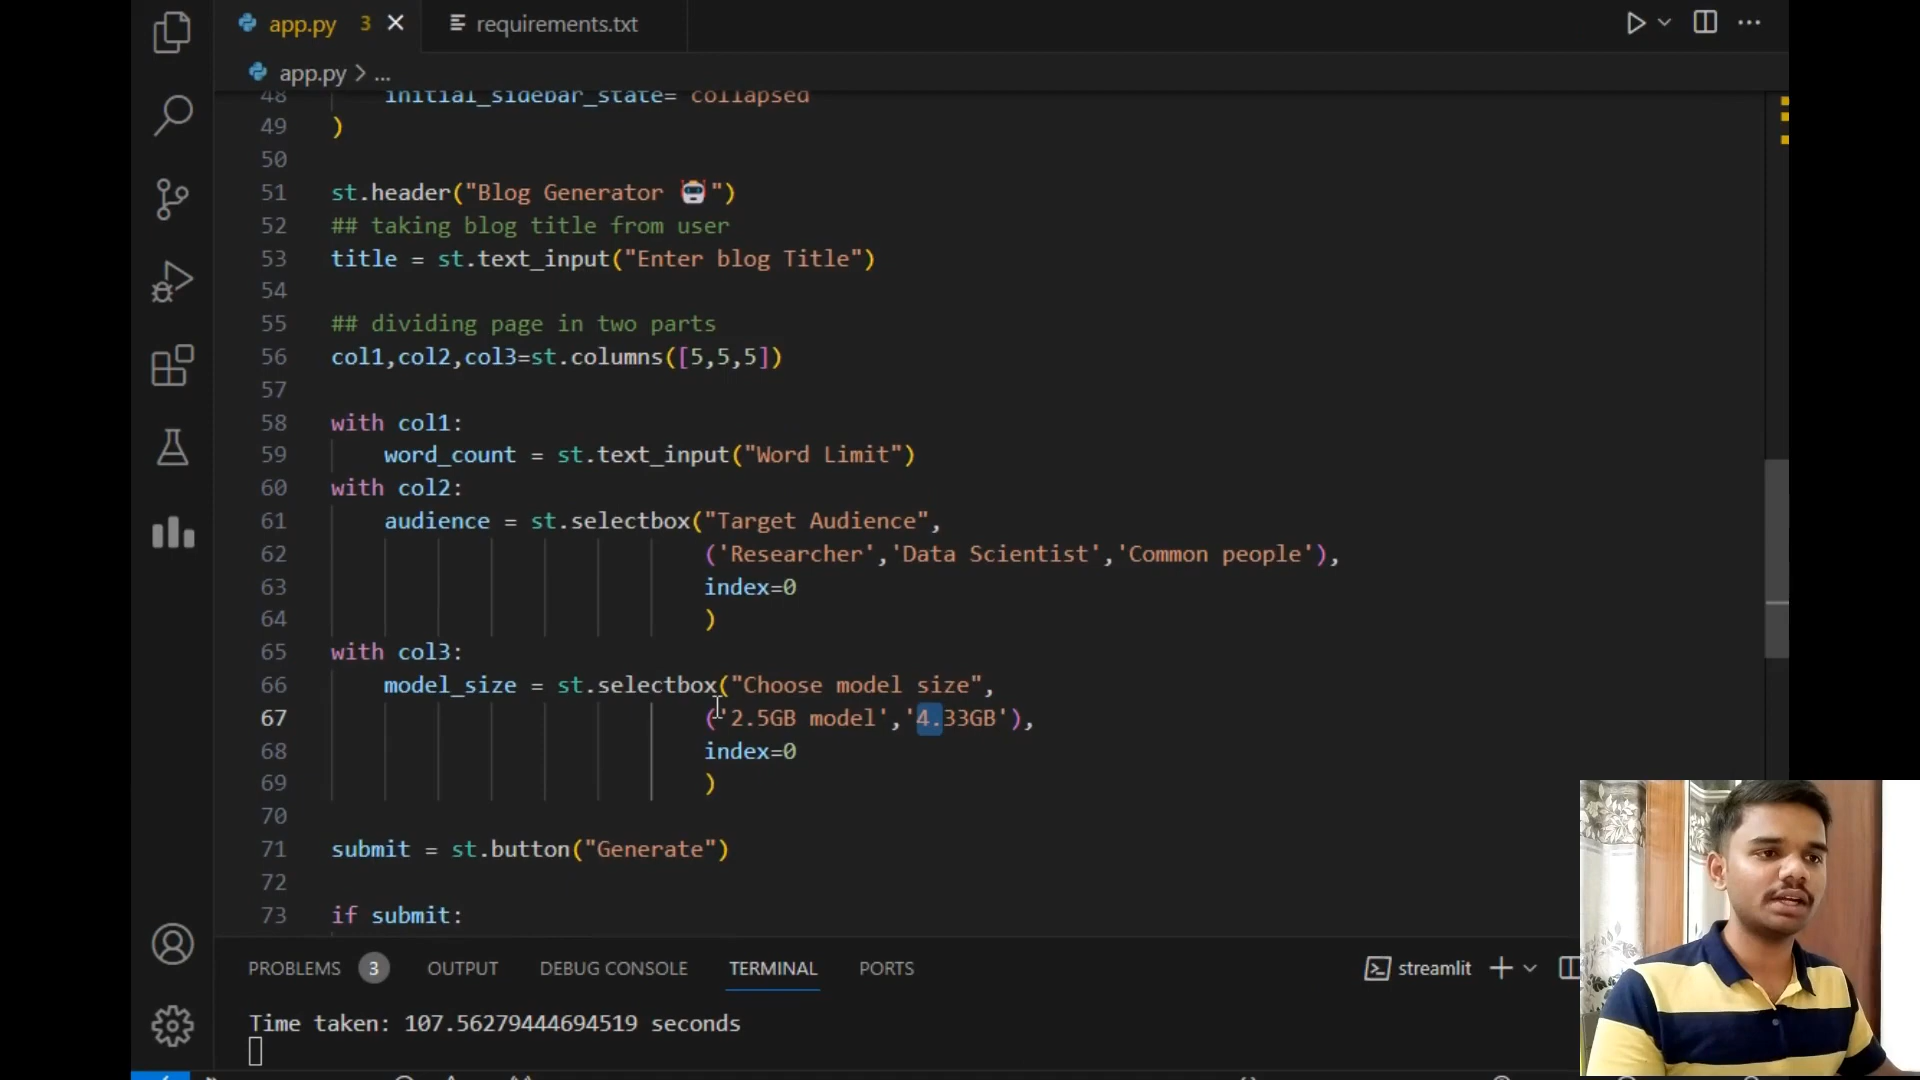 app.py 3
requirements.txt
app.py > ...
48 initial_sidebar_state= collapsed
49 )
50
51 st.header("Blog Generator 🤖")
52 ## taking blog title from user
53 title = st.text_input("Enter blog Title")
54
55 ## dividing page in two parts
56 col1,col2,col3=st.columns([5,5,5])
57
58 with col1:
59 word_count = st.text_input("Word Limit")
60 with col2:
61 audience = st.selectbox("Target Audience",
62 ('Researcher','Data Scientist','Common people'),
63 index=0
64 )
65 with col3:
66 model_size = st.selectbox("Choose model size",
67 ('2.5GB model','4.33GB'),
68 index=0
69 )
70
71 submit = st.button("Generate")
72
73 if submit:
PROBLEMS 3 OUTPUT DEBUG CONSOLE TERMINAL PORTS
streamlit
Time taken: 107.56279444694519 seconds